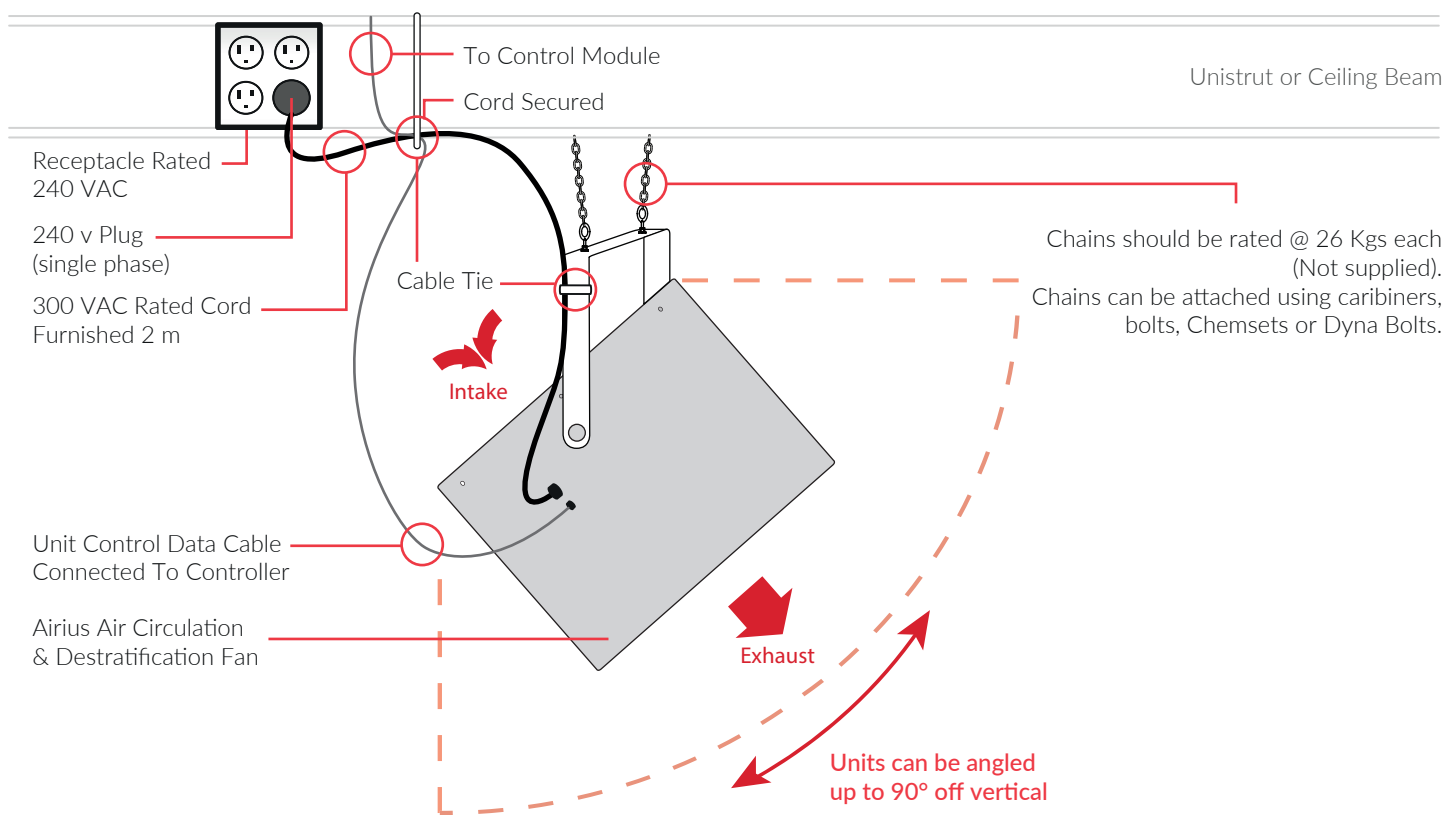 To Control Module
Unistrut or Ceiling Beam
Cord Secured
Receptacle Rated
240 VAC
240 v Plug
(single phase)
300 VAC Rated Cord
Furnished 2 m
Cable Tie
Chains should be rated @ 26 Kgs each
(Not supplied).
Chains can be attached using caribiners,
bolts, Chemsets or Dyna Bolts.
Intake
Unit Control Data Cable
Connected To Controller
Airius Air Circulation
& Destratification Fan
Exhaust
Units can be angled
up to 90° off vertical